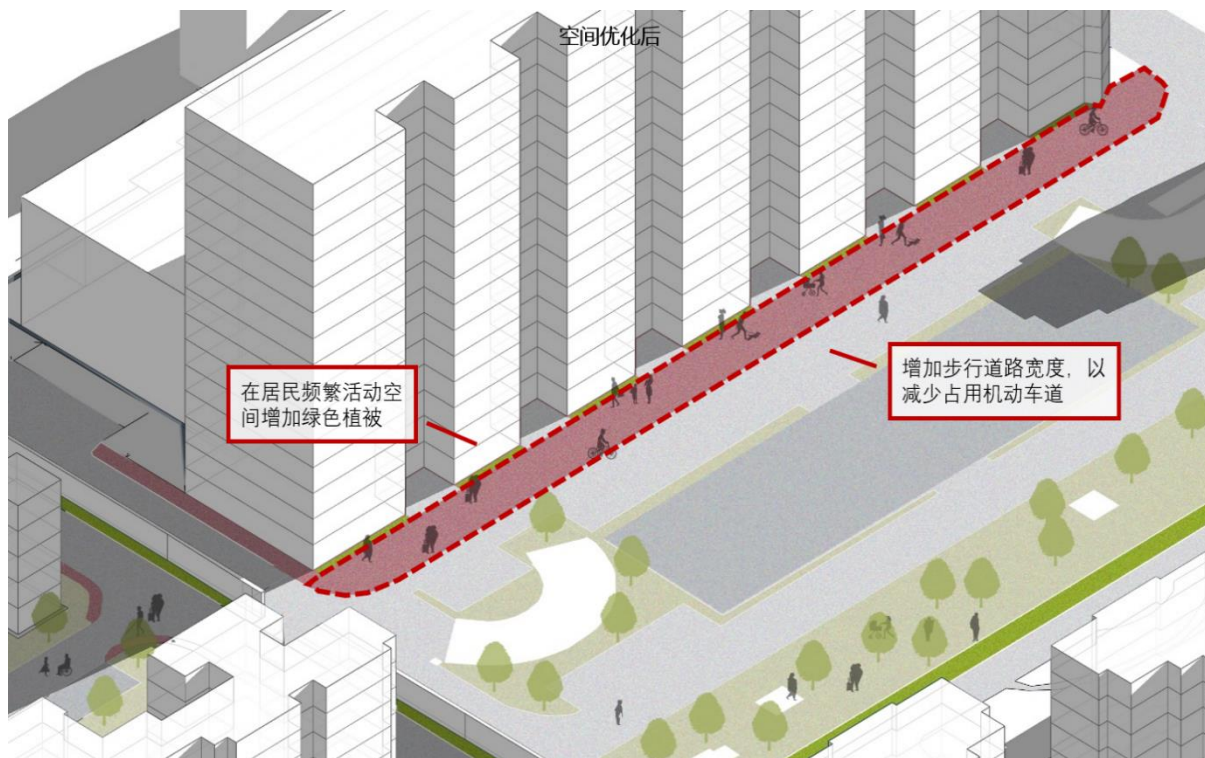 空间优化后
在居民频繁活动空
间增加绿色植被
增加步行道路宽度，以
减少占用机动车道